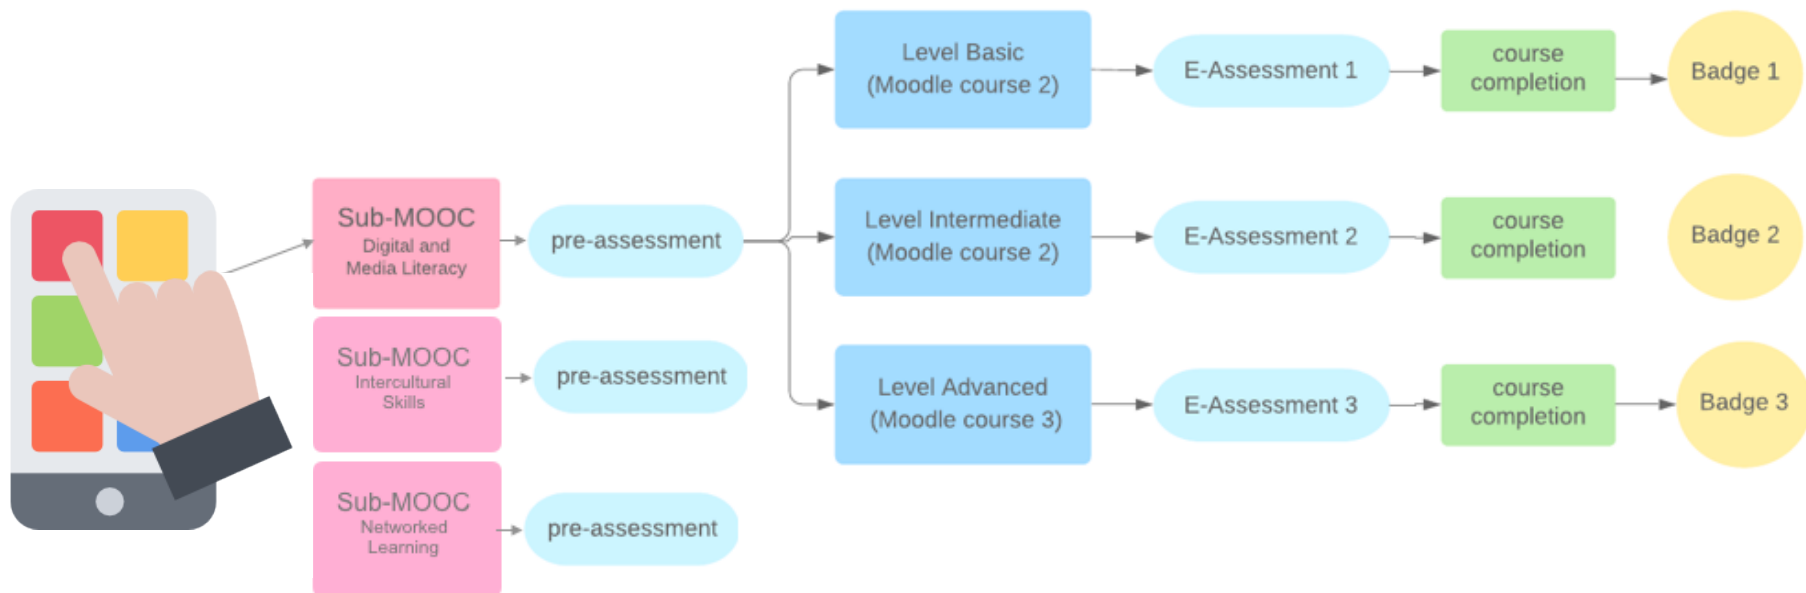 Sub-MOOC
Digital and
Media Literacy
pre-assessment
Level Basic
(Moodle course 2)
E-Assessment 1
course
completion
Badge 1
Level Intermediate
(Moodle course 2)
E-Assessment 2
course
completion
Badge 2
Level Advanced
(Moodle course 3)
E-Assessment 3
course
completion
Badge 3
Sub-MOOC
Intercultural
Skills
pre-assessment
Sub-MOOC
Networked
Learning
pre-assessment